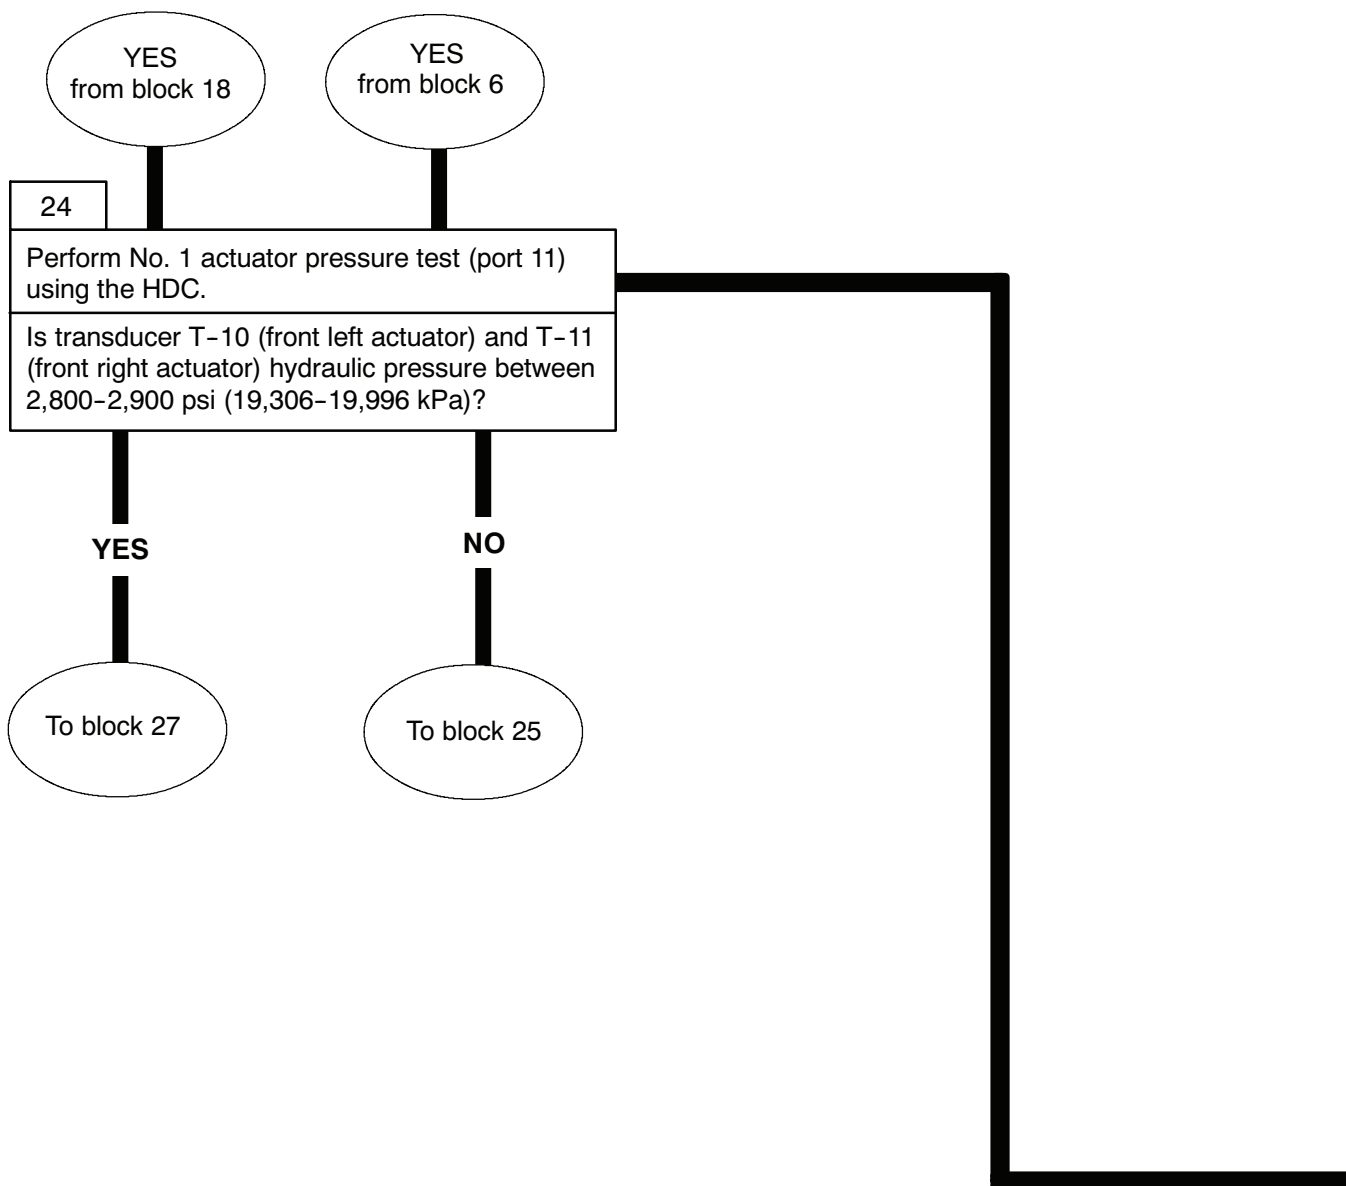 YES
from block 18
YES
from block 6
24
Perform No. 1 actuator pressure test (port 11)
using the HDC.
Is transducer T-10 (front left actuator) and T-11
(front right actuator) hydraulic pressure between
2,800-2,900 psi (19,306-19,996 kPa)?
YES
NO
To block 27
To block 25